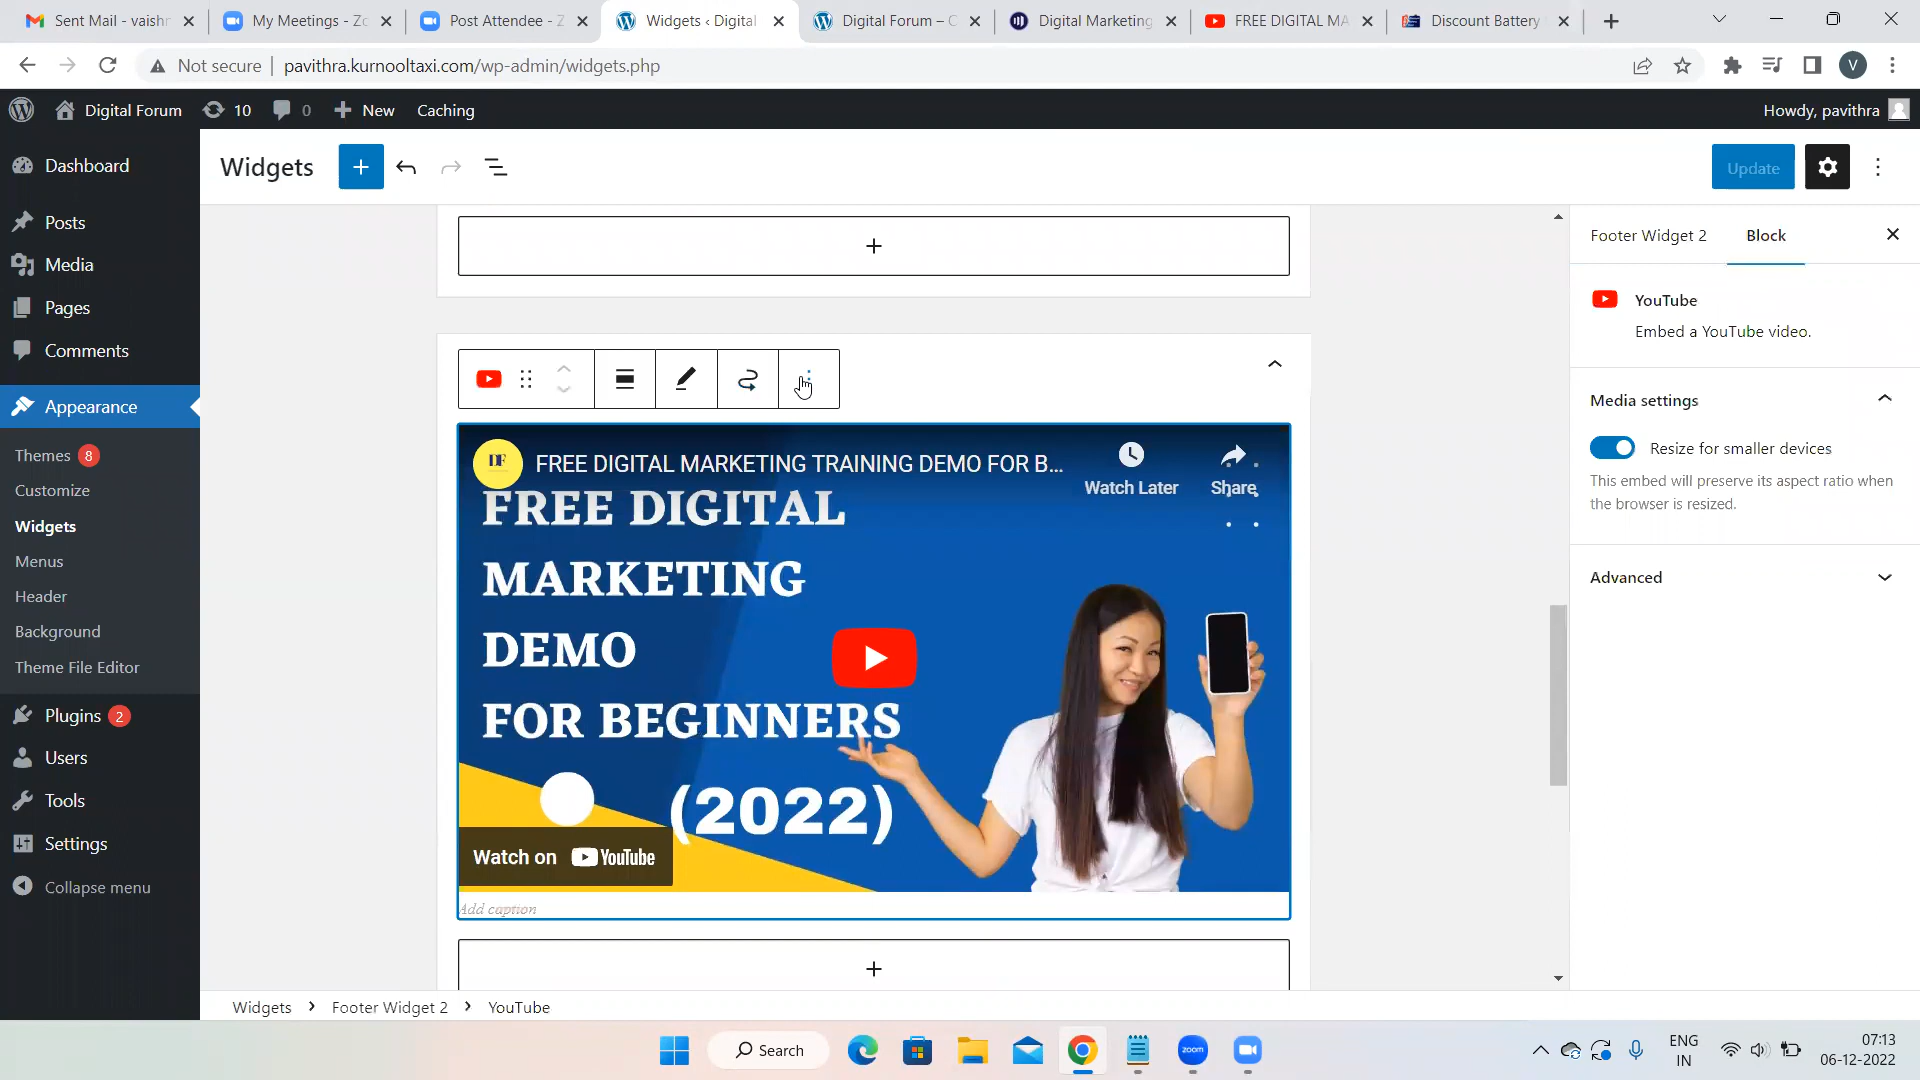 Sent Mail - vaishn
My Meetings - Zo
Post Attendee - Z
Widgets ‹ Digital
Digital Forum – C
Digital Marketing
FREE DIGITAL MA
Discount Battery
Not secure
pavithra.kurnooltaxi.com/wp-admin/widgets.php
V
Digital Forum
10
0
New
Caching
Howdy, pavithra
Dashboard
Posts
Media
Pages
Comments
Appearance
Themes 8
Customize
Widgets
Menus
Header
Background
Theme File Editor
Plugins 2
Users
Tools
Settings
Collapse menu
Widgets
Update
DF
FREE DIGITAL MARKETING TRAINING DEMO FOR B...
Watch Later
Share
FREE DIGITAL
MARKETING
DEMO
FOR BEGINNERS
(2022)
Watch on YouTube
Add caption
Footer Widget 2
Block
YouTube
Embed a YouTube video.
Media settings
Resize for smaller devices
This embed will preserve its aspect ratio when
the browser is resized.
Advanced
Widgets
Footer Widget 2
YouTube
Search
zoom
ENG
IN
07:13
06-12-2022